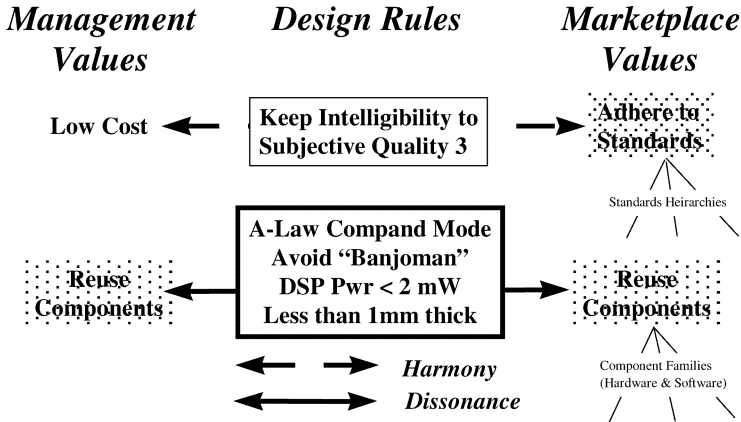 Management
Values
Design Rules
Marketplace
Values
Low Cost
Keep Intelligibility to
Subjective Quality 3
Adhere to
Standards
Standards Heirarchies
Reuse
Components
A-Law Compand Mode
Avoid “Banjoman”
DSP Pwr < 2 mW
Less than 1mm thick
Reuse
Components
Component Families
(Hardware & Software)
Harmony
Dissonance